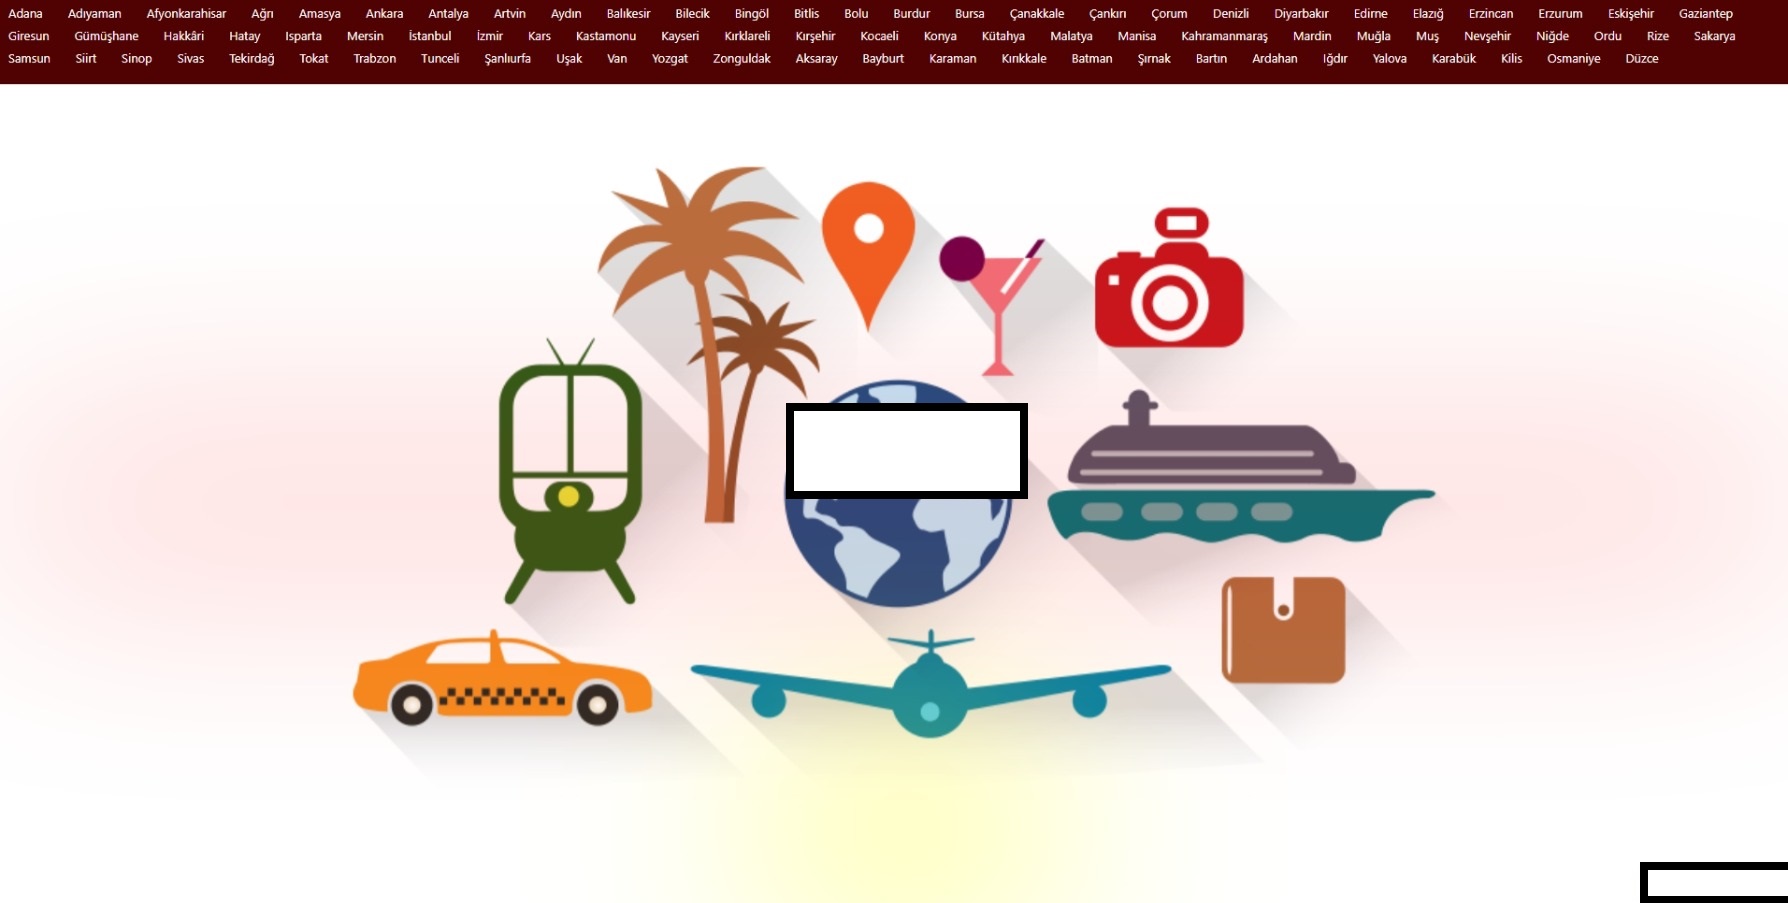 Adana Adıyaman Afyonkarahisar Ağrı Amasya Ankara Antalya Artvin Aydın Balıkesir Bilecik Bingöl Bitlis Bolu Burdur Bursa Çanakkale Çankırı Çorum Denizli Diyarbakır Edirne Elazığ Erzincan Erzurum Eskişehir Gaziantep
Giresun Gümüşhane Hakkâri Hatay Isparta Mersin İstanbul İzmir Kars Kastamonu Kayseri Kırklareli Kırşehir Kocaeli Konya Kütahya Malatya Manisa Kahramanmaraş Mardin Muğla Muş Nevşehir Niğde Ordu Rize Sakarya
Samsun Siirt Sinop Sivas Tekirdağ Tokat Trabzon Tunceli Şanlıurfa Uşak Van Yozgat Zonguldak Aksaray Bayburt Karaman Kırıkkale Batman Şırnak Bartın Ardahan Iğdır Yalova Karabük Kilis Osmaniye Düzce